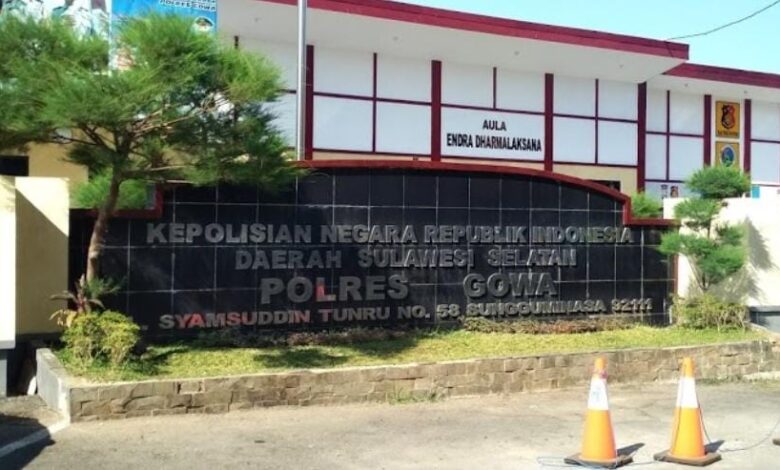 AULA
ENDRA DHARMALAKSANA
KEPOLISIAN NEGARA REPUBLIK INDONESIA
DAERAH SULAWESI SELATAN
POLRES GOWA
SYAMSUDDIN TUNRU NO. 58 SUNGGUMINASA 92111